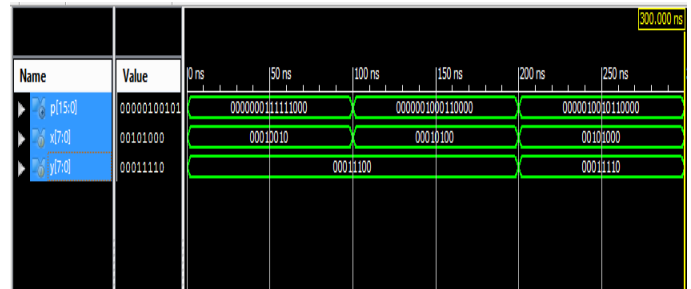 300.000 ns
Name Value 0 ns 50 ns 100 ns 150 ns 200 ns 250 ns
p[15:0] 00000100101 0000000111111000 0000001000110000 0000010010110000
x[7:0] 00101000 00010010 00010100 00101000
y[7:0] 00011110 00011100 00011110